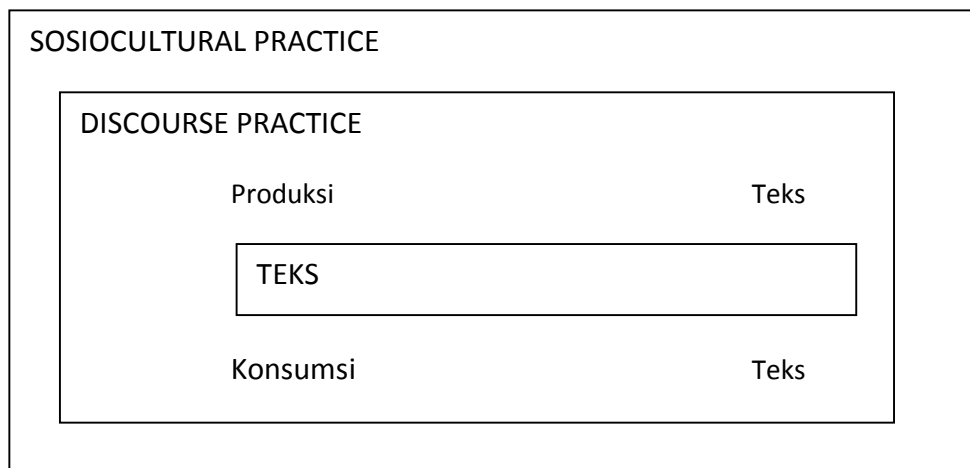 SOSIOCULTURAL PRACTICE
DISCOURSE PRACTICE
Produksi Teks
TEKS
Konsumsi Teks